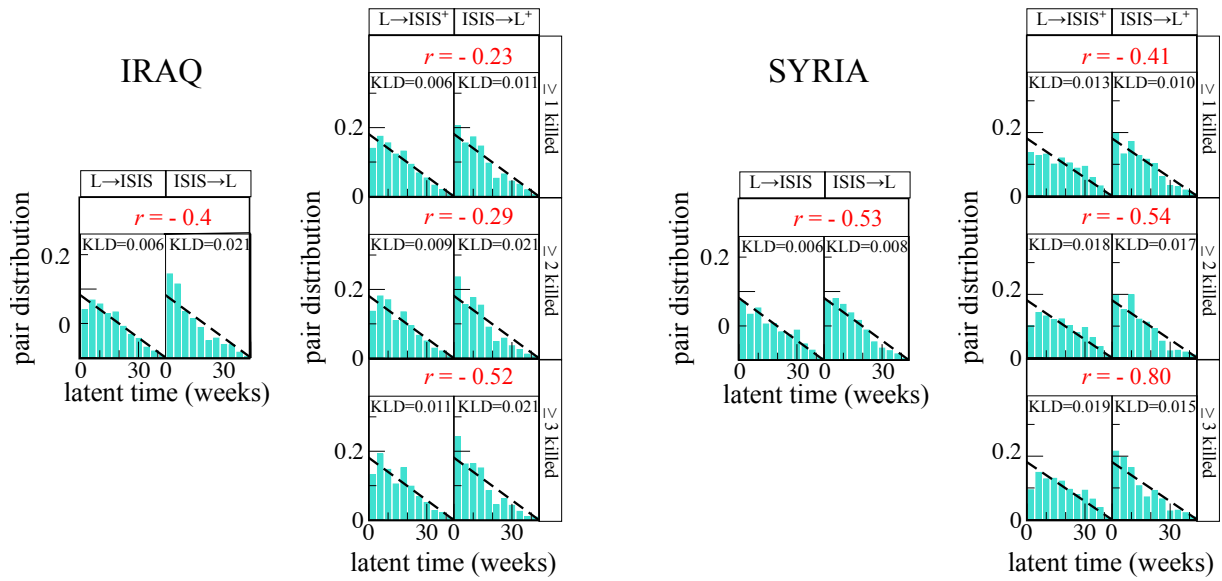 IRAQ
L→ISIS ISIS→L
r = - 0.4
KLD=0.006 KLD=0.021
0.2
0
pair distribution
0 30 0 30
latent time (weeks)
L→ISIS⁺ ISIS→L⁺
r = - 0.23
KLD=0.006 KLD=0.011
≥ 1 killed
0.2
0
r = - 0.29
KLD=0.009 KLD=0.021
≥ 2 killed
0.2
0
pair distribution
r = - 0.52
KLD=0.011 KLD=0.021
≥ 3 killed
0.2
0
0 30 0 30
latent time (weeks)
SYRIA
L→ISIS ISIS→L
r = - 0.53
KLD=0.006 KLD=0.008
0.2
0
pair distribution
0 30 0 30
latent time (weeks)
L→ISIS⁺ ISIS→L⁺
r = - 0.41
KLD=0.013 KLD=0.010
≥ 1 killed
0.2
0
r = - 0.54
KLD=0.018 KLD=0.017
≥ 2 killed
0.2
0
pair distribution
r = - 0.80
KLD=0.019 KLD=0.015
≥ 3 killed
0.2
0
0 30 0 30
latent time (weeks)